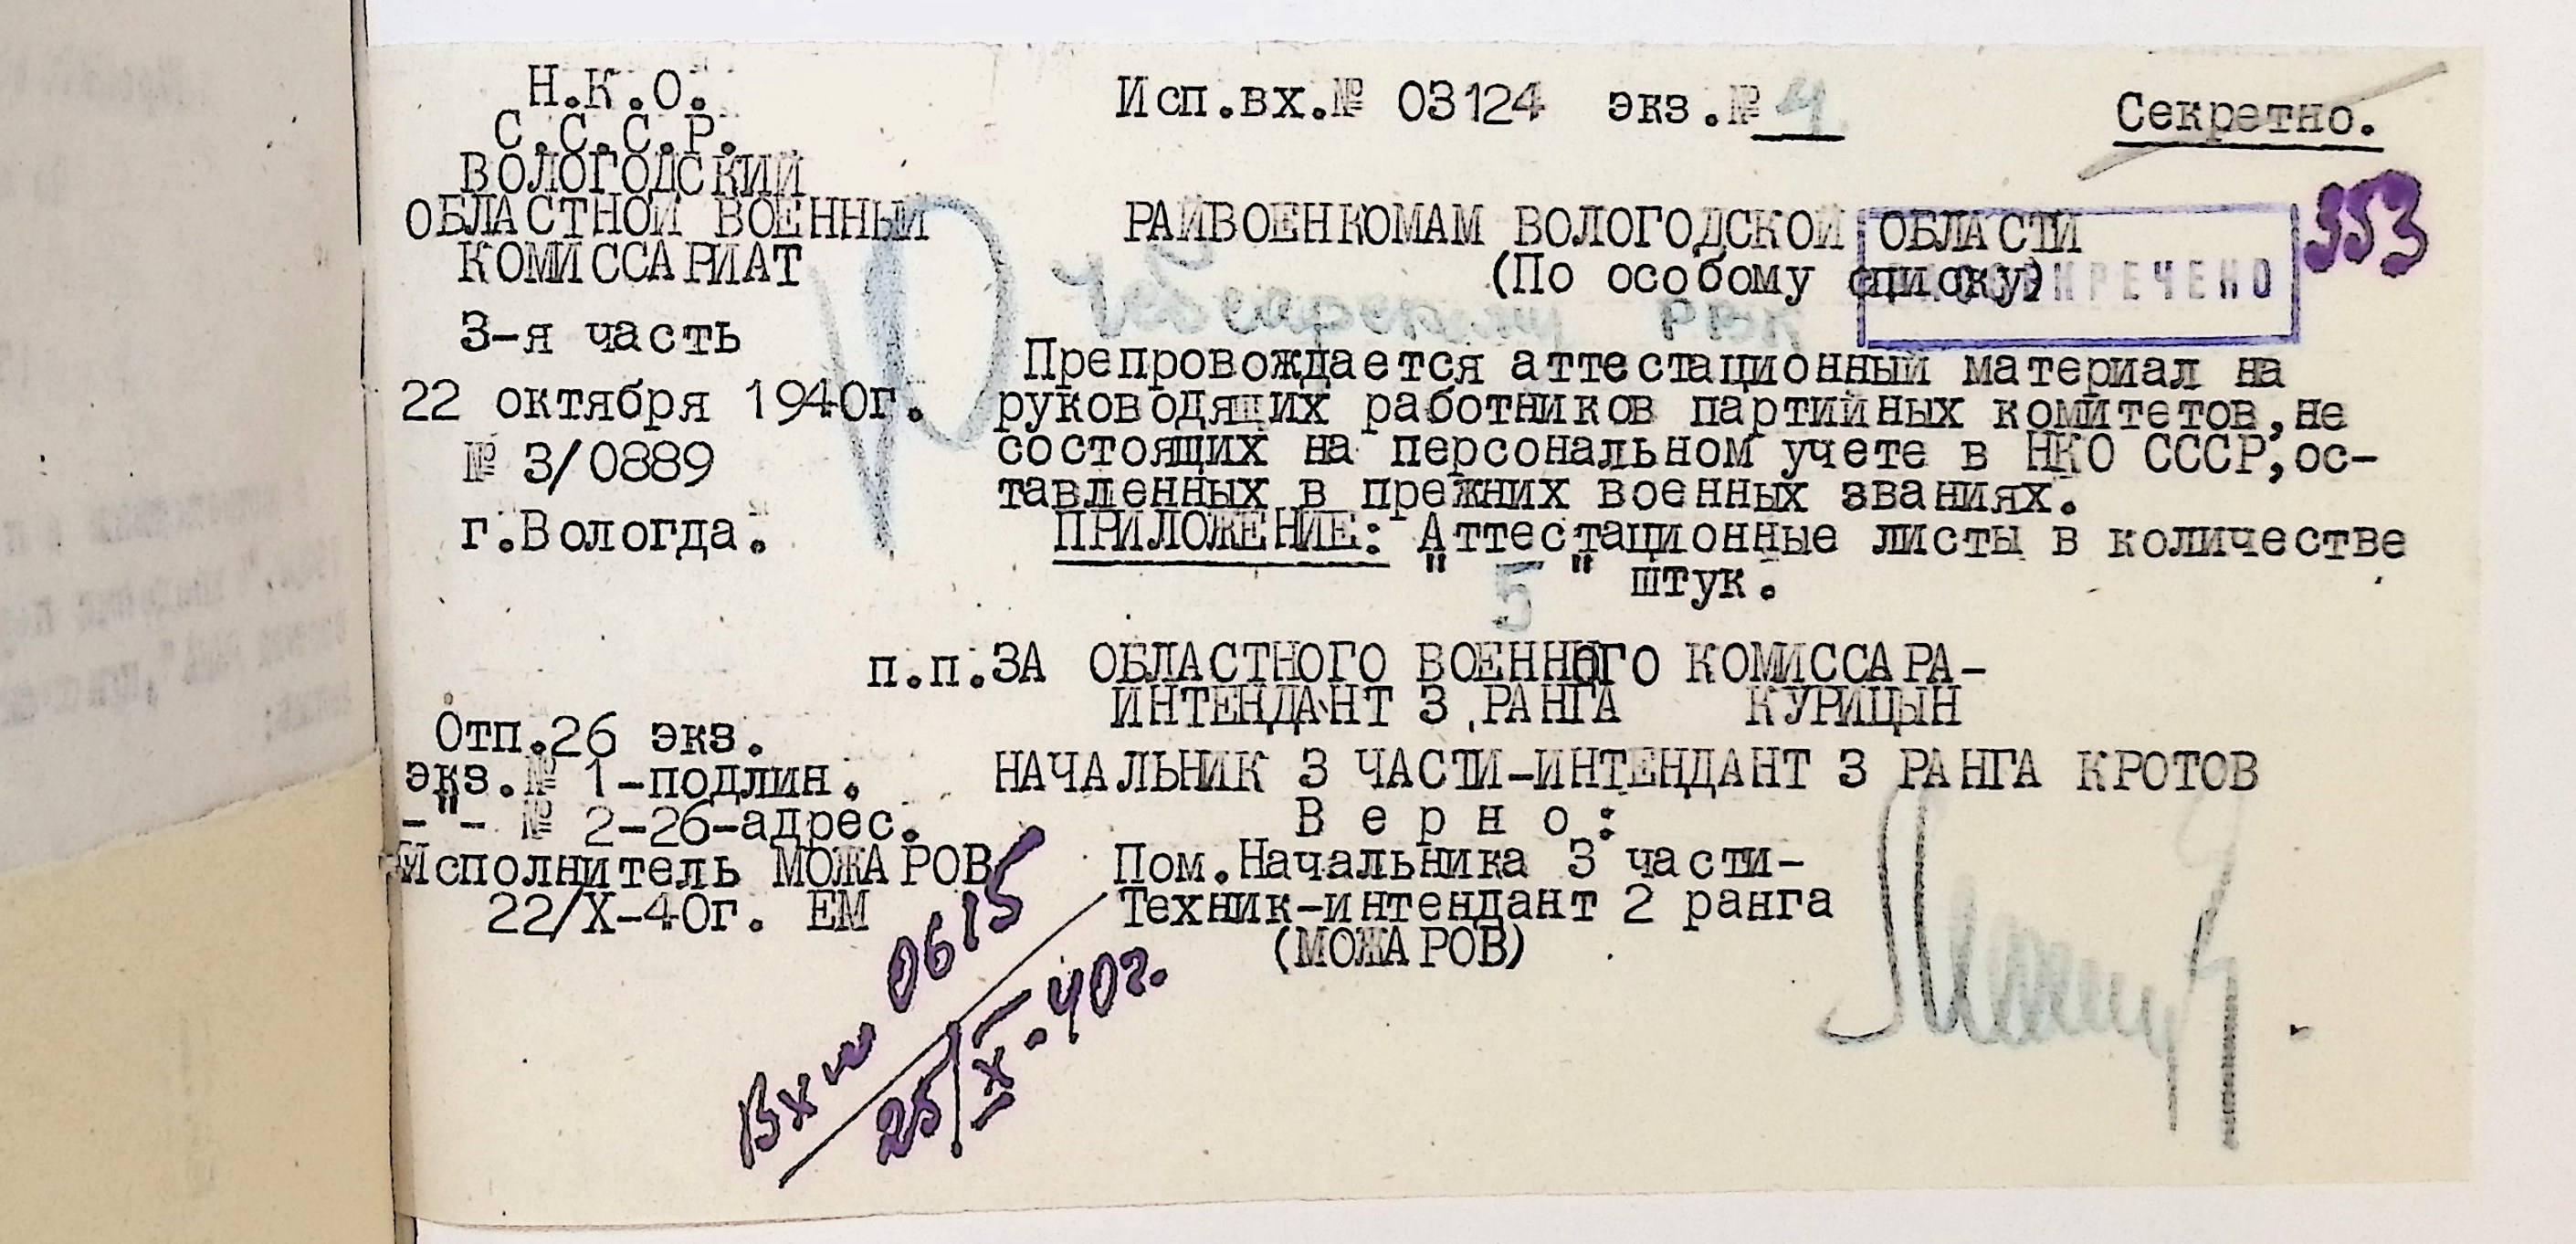 Н.К.О.
С.С.С.Р.
ВОЛОГОДСКИЙ
ОБЛАСТНОЙ ВОЕННЫЙ
КОМИССАРИАТ
3-я часть
22 октября 1940г.
№ 3/0889
г.Вологда.
Исп.вх.№ 03124 экз.№ 4
Секретно.
353
РАЙВОЕНКОМАМ ВОЛОГОДСКОЙ ОБЛАСТИ
(По особому списку)
Препровождается аттестационный материал на
руководящих работников партийных комитетов,не
состоящих на персональном учете в НКО СССР,ос-
тавленных в прежних военных званиях.
ПРИЛОЖЕНИЕ: Аттестационные листы в количестве
" 5 " штук.
п.п.ЗА ОБЛАСТНОГО ВОЕННОГО КОМИССАРА-
ИНТЕНДАНТ 3 РАНГА КУРИЦЫН
НАЧАЛЬНИК 3 ЧАСТИ-ИНТЕНДАНТ 3 РАНГА КРОТОВ
Верно:
Пом.Начальника 3 части-
Техник-интендант 2 ранга
(МОЖАРОВ)
Отп.26 экз.
экз.№ 1-подлин.
-"- № 2-26-адрес.
Исполнитель МОЖАРОВ
22/X-40г. ЕМ
Вх № 0615
25/X-40г.